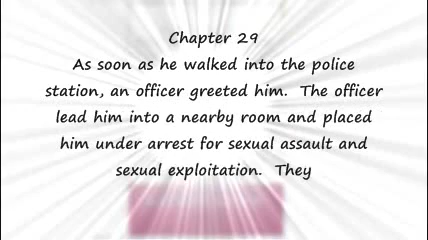 Chapter 29
As soon as he walked into the police
station, an officer greeted him.  The officer
lead him into a nearby room and placed
him under arrest for sexual assault and
sexual exploitation.  They